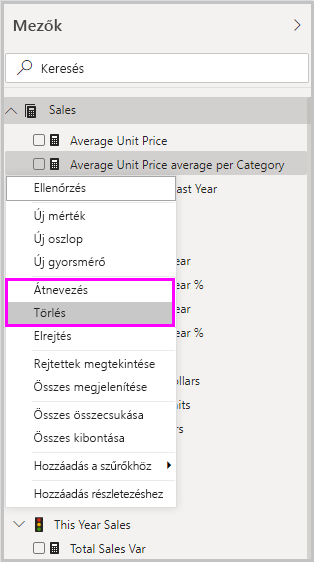 Mezők
Keresés
Sales
Average Unit Price
Average Unit Price average per Category
Ellenőrzés
ast Year
Új mérték
Új oszlop
Új gyorsmérő
ear
Átnevezés
ear %
Törlés
ear
Elrejtés
ear %
Rejtettek megtekintése
Összes megjelenítése
ollars
Összes összecsukása
its
rs
Összes kibontása
Hozzáadás a szűrőkhöz
Hozzáadás részletezéshez
This Year Sales
Total Sales Var